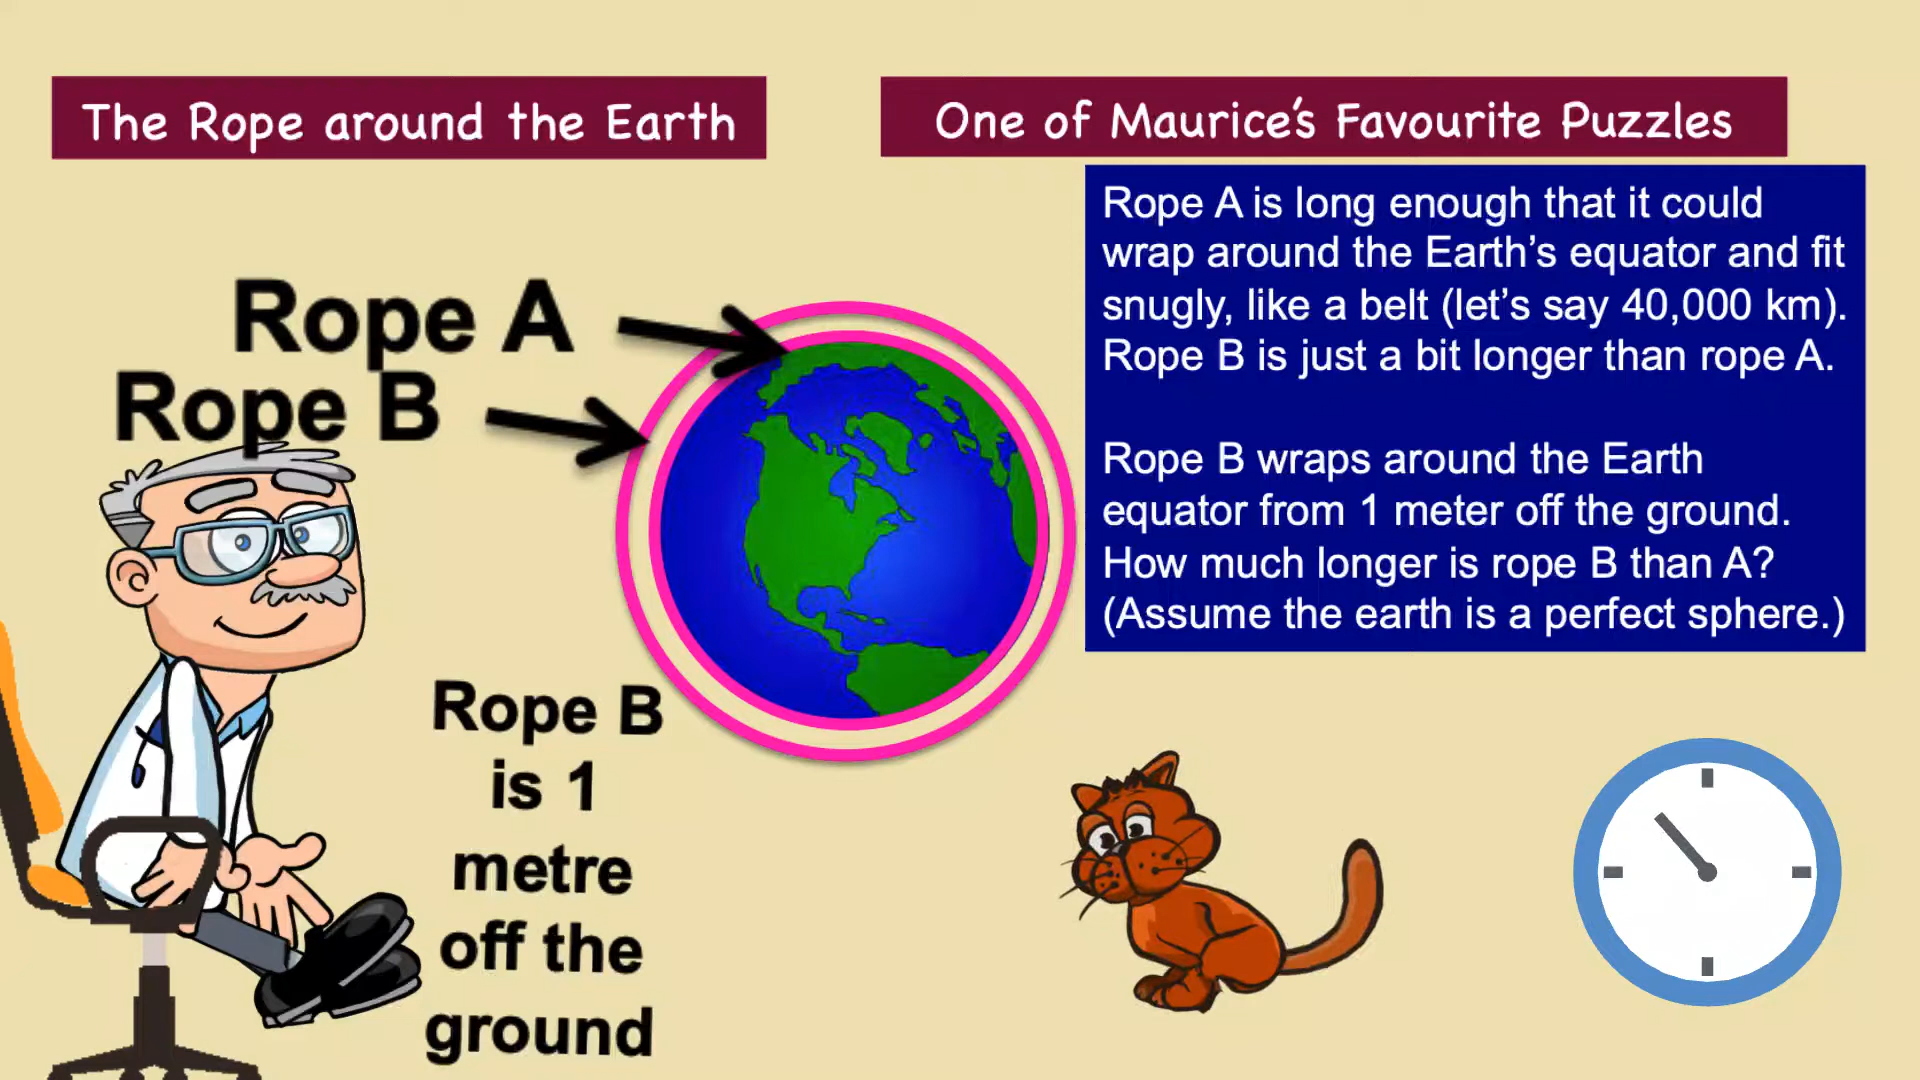 The Rope around the Earth
One of Maurice's Favourite Puzzles
Rope A is long enough that it could
wrap around the Earth’s equator and fit
snugly, like a belt (let’s say 40,000 km).
Rope B is just a bit longer than rope A.
Rope B wraps around the Earth
equator from 1 meter off the ground.
How much longer is rope B than A?
(Assume the earth is a perfect sphere.)
Rope A
Rope B
Rope B
is 1
metre
off the
ground